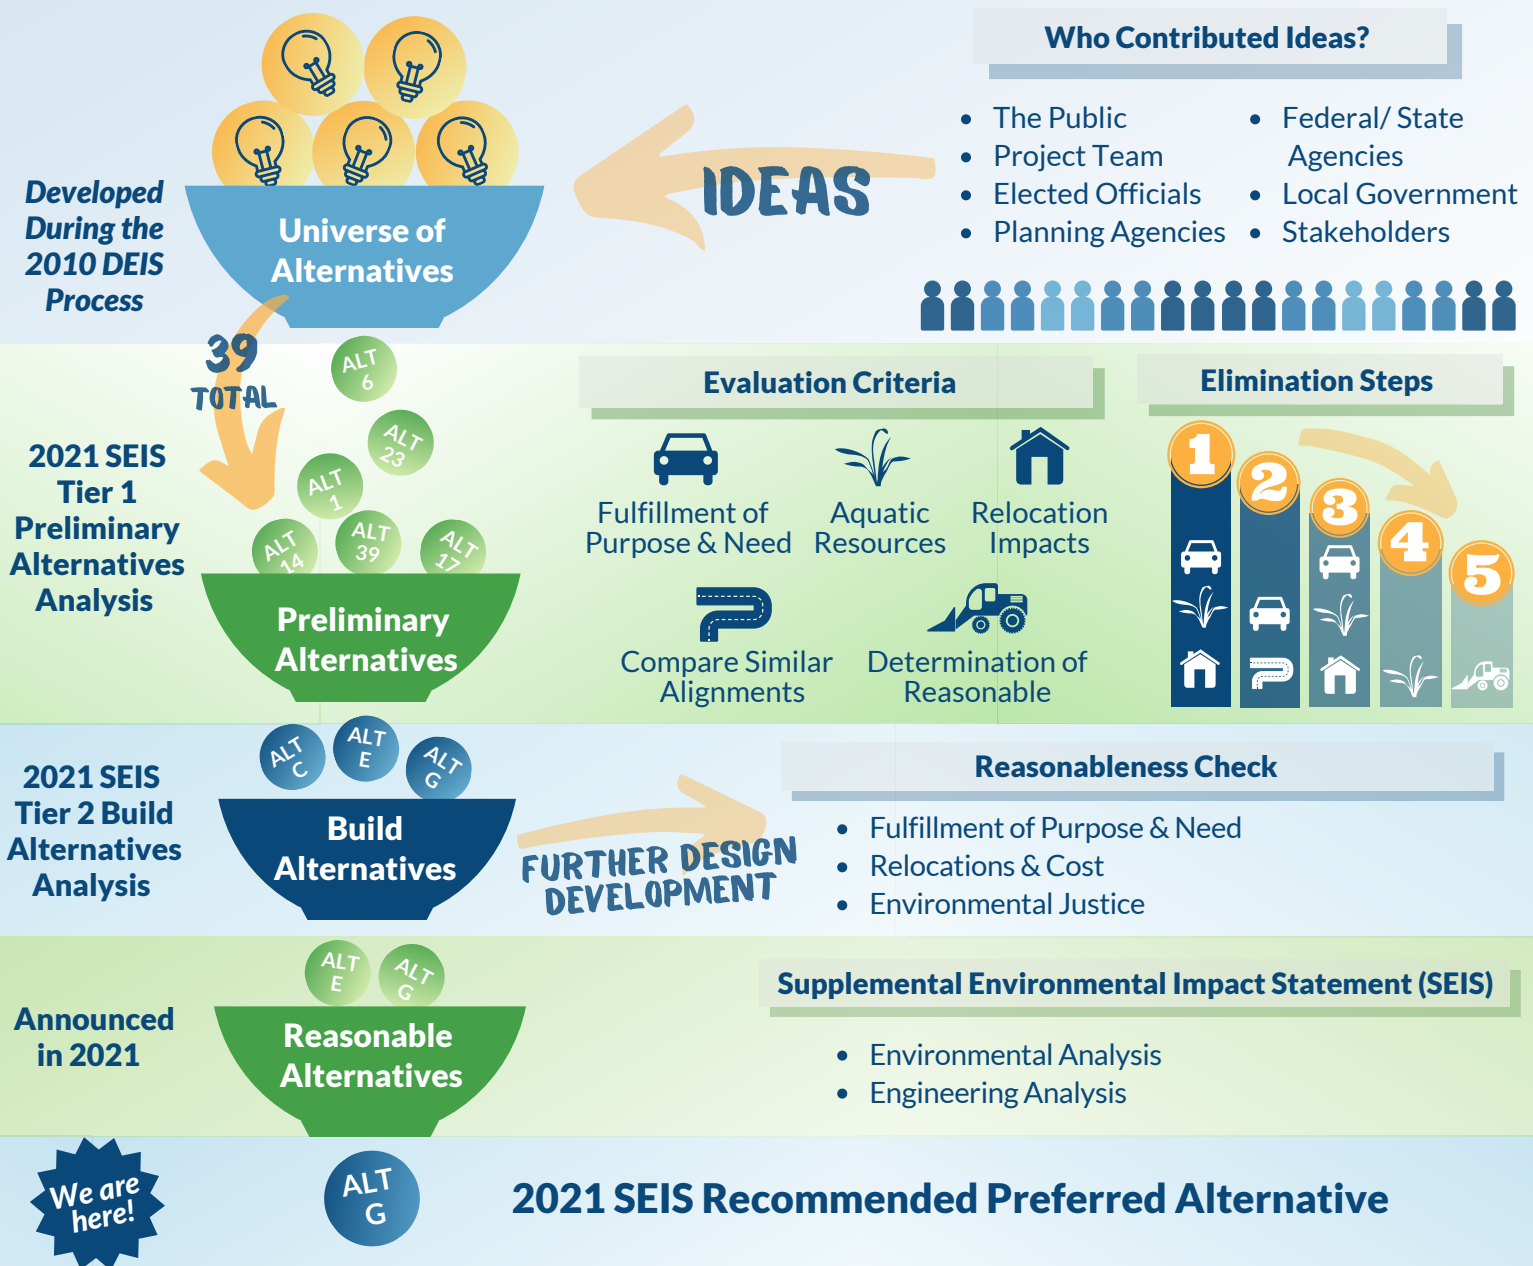 Who Contributed Ideas?
The Public
Project Team
Elected Officials
Planning Agencies
Federal/ State
Agencies
Local Government
Stakeholders
IDEAS
Developed
During the
2010 DEIS
Process
Universe of
Alternatives
39
TOTAL
ALT
6
ALT
23
ALT
1
ALT
14
ALT
39
ALT
17
2021 SEIS
Tier 1
Preliminary
Alternatives
Analysis
Preliminary
Alternatives
Evaluation Criteria
Fulfillment of
Purpose & Need
Aquatic
Resources
Relocation
Impacts
Compare Similar
Alignments
Determination of
Reasonable
Elimination Steps
1
2
3
4
5
ALT
C
ALT
E
ALT
G
2021 SEIS
Tier 2 Build
Alternatives
Analysis
Build
Alternatives
FURTHER DESIGN
DEVELOPMENT
Reasonableness Check
Fulfillment of Purpose & Need
Relocations & Cost
Environmental Justice
ALT
E
ALT
G
Announced
in 2021
Reasonable
Alternatives
Supplemental Environmental Impact Statement (SEIS)
Environmental Analysis
Engineering Analysis
We are
here!
ALT
G
2021 SEIS Recommended Preferred Alternative